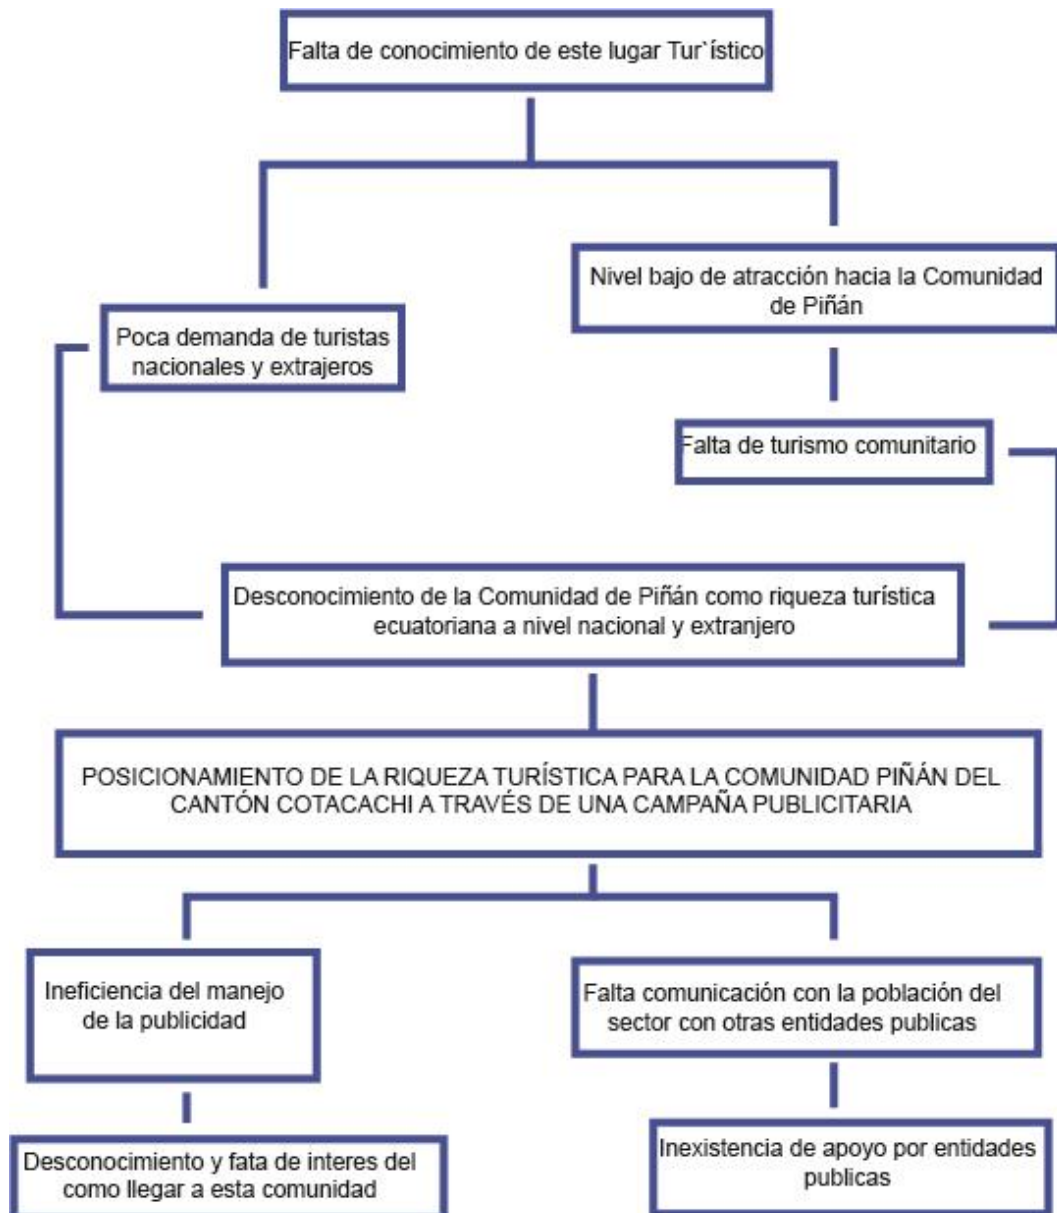 Falta de conocimiento de este lugar Tur`ístico
Nivel bajo de atracción hacia la Comunidad
de Piñán
Poca demanda de turistas
nacionales y extrajeros
Falta de turismo comunitario
Desconocimiento de la Comunidad de Piñán como riqueza turística
ecuatoriana a nivel nacional y extranjero
POSICIONAMIENTO DE LA RIQUEZA TURÍSTICA PARA LA COMUNIDAD PIÑÁN DEL
CANTÓN COTACACHI A TRAVÉS DE UNA CAMPAÑA PUBLICITARIA
Ineficiencia del manejo
de la publicidad
Falta comunicación con la población del
sector con otras entidades publicas
Desconocimiento y fata de interes del
como llegar a esta comunidad
Inexistencia de apoyo por entidades
publicas